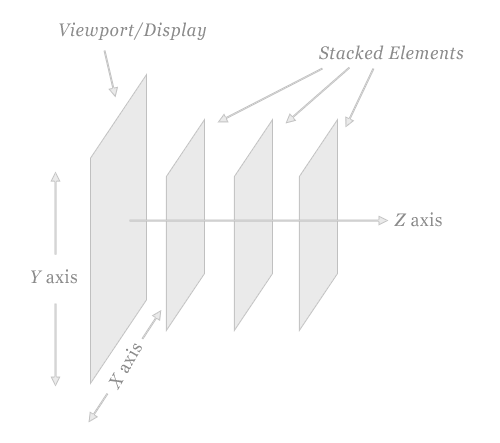 Viewport/Display
Stacked Elements
Z axis
Y axis
X axis